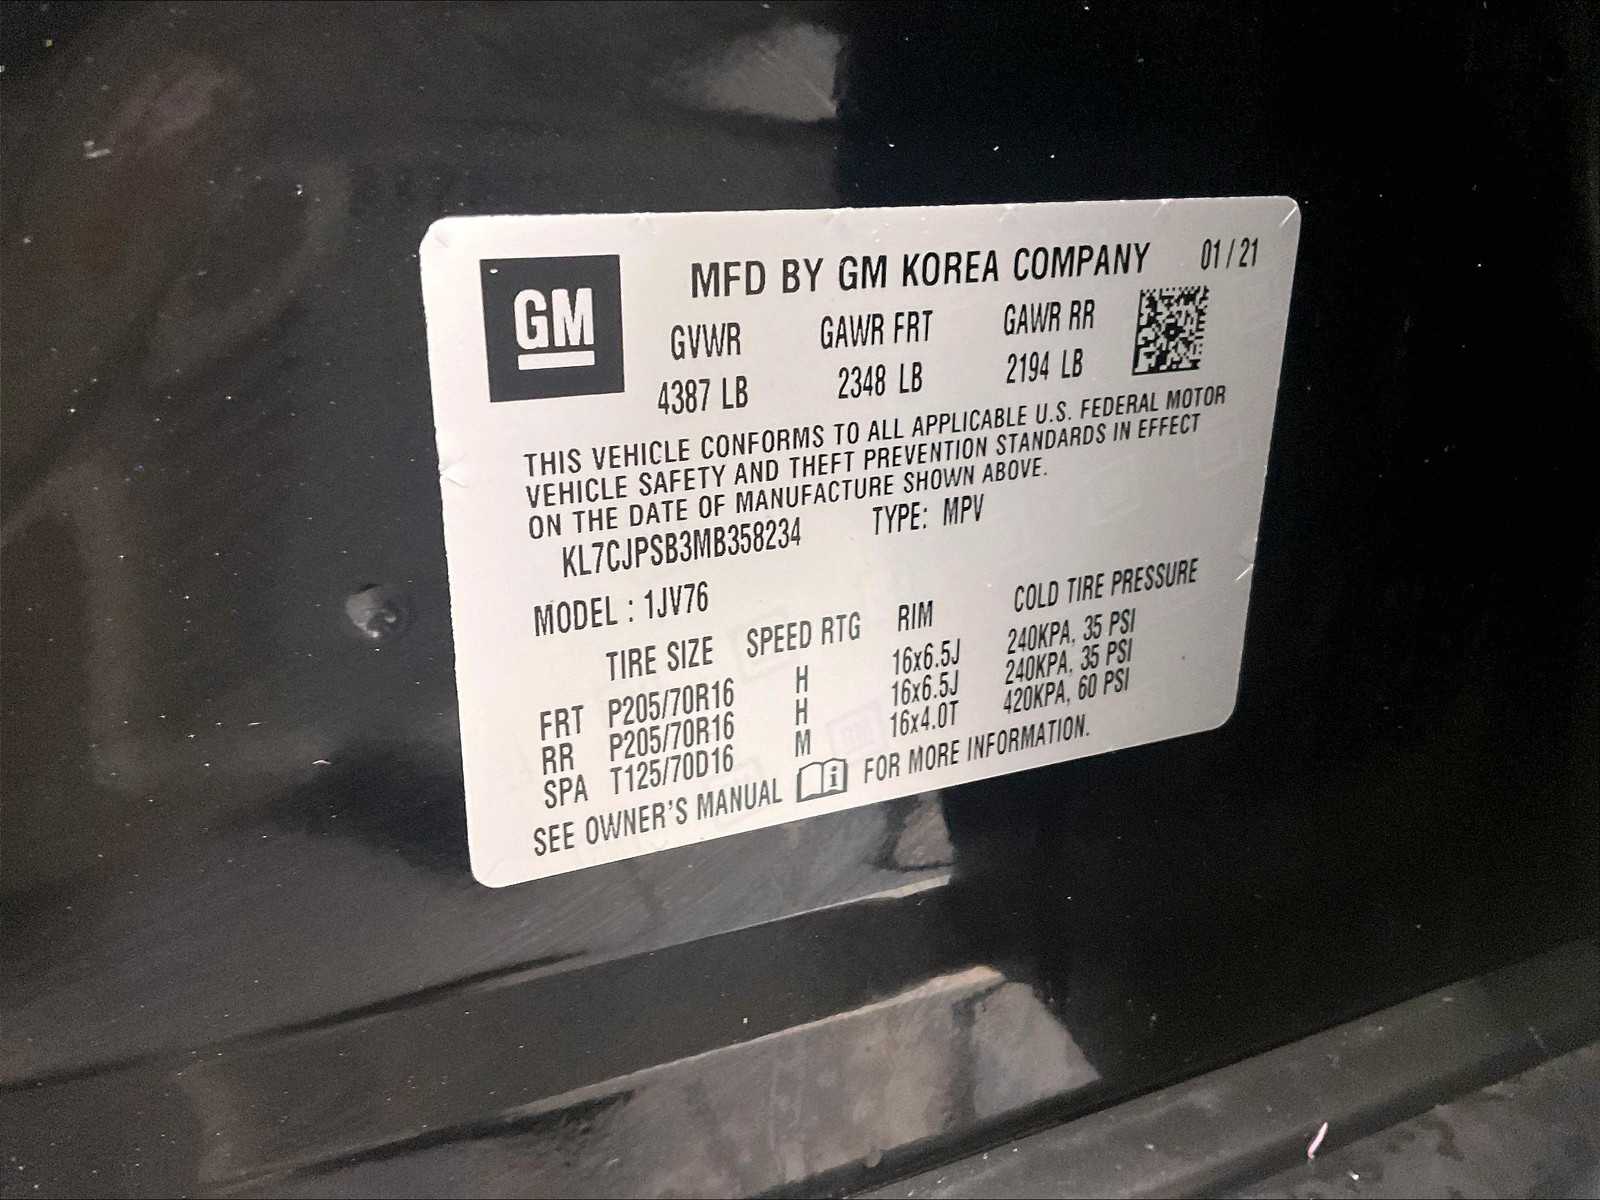 GM
MFD BY GM KOREA COMPANY 01/21
GVWR GAWR FRT GAWR RR
4387 LB 2348 LB 2194 LB
THIS VEHICLE CONFORMS TO ALL APPLICABLE U.S. FEDERAL MOTOR
VEHICLE SAFETY AND THEFT PREVENTION STANDARDS IN EFFECT
ON THE DATE OF MANUFACTURE SHOWN ABOVE.
KL7CJPSB3MB358234 TYPE: MPV
MODEL : 1JV76
TIRE SIZE SPEED RTG RIM COLD TIRE PRESSURE
FRT P205/70R16 H 16x6.5J 240KPA, 35 PSI
RR P205/70R16 H 16x6.5J 240KPA, 35 PSI
SPA T125/70D16 M 16x4.0T 420KPA, 60 PSI
SEE OWNER'S MANUAL FOR MORE INFORMATION.